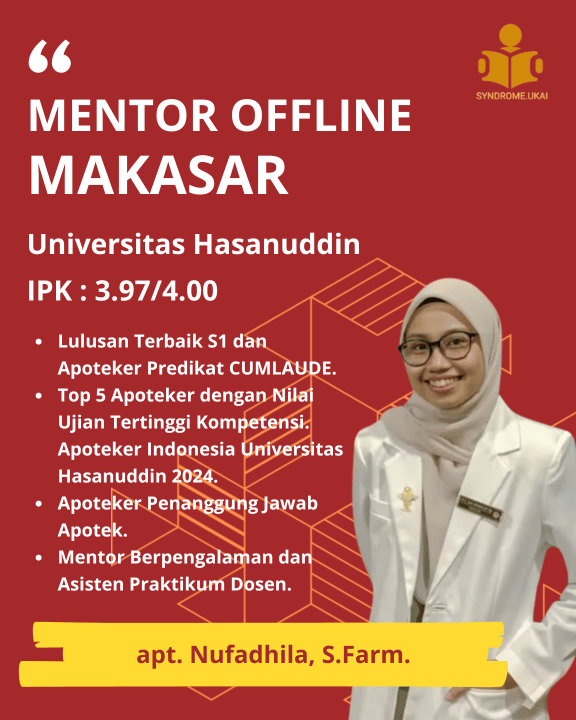 “
SYNDROME.UKAI
MENTOR OFFLINE
MAKASAR
Universitas Hasanuddin
IPK : 3.97/4.00
• Lulusan Terbaik S1 dan
Apoteker Predikat CUMLAUDE.
• Top 5 Apoteker dengan Nilai
Ujian Tertinggi Kompetensi.
Apoteker Indonesia Universitas
Hasanuddin 2024.
• Apoteker Penanggung Jawab
Apotek.
• Mentor Berpengalaman dan
Asisten Praktikum Dosen.
apt. Nufadhila, S.Farm.